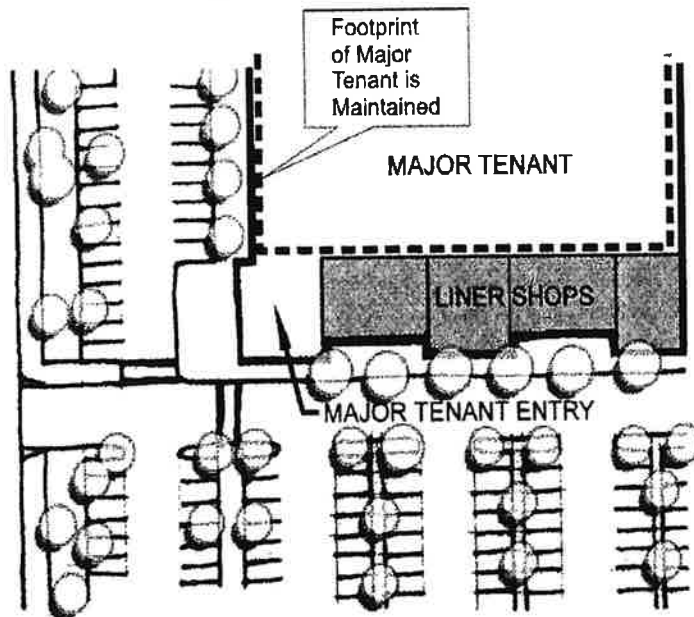 Footprint
of Major
Tenant is
Maintained
MAJOR TENANT
LINER SHOPS
MAJOR TENANT ENTRY